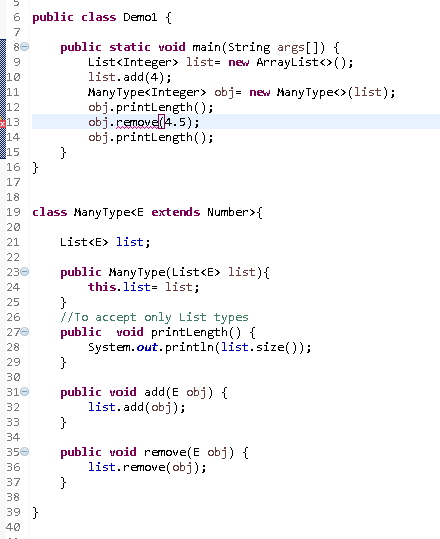 5
6 public class Demo1 {
7
8 public static void main(String args[]) {
9 List<Integer> list= new ArrayList<>();
10 list.add(4);
11 ManyType<Integer> obj= new ManyType<>(list);
12 obj.printLength();
13 obj.remove(4.5);
14 obj.printLength();
15 }
16 }
17
18
19 class ManyType<E extends Number>{
20
21 List<E> list;
22
23 public ManyType(List<E> list){
24 this.list= list;
25 }
26 //To accept only List types
27 public  void printLength() {
28 System.out.println(list.size());
29 }
30
31 public void add(E obj) {
32 list.add(obj);
33 }
34
35 public void remove(E obj) {
36 list.remove(obj);
37 }
38
39 }
40